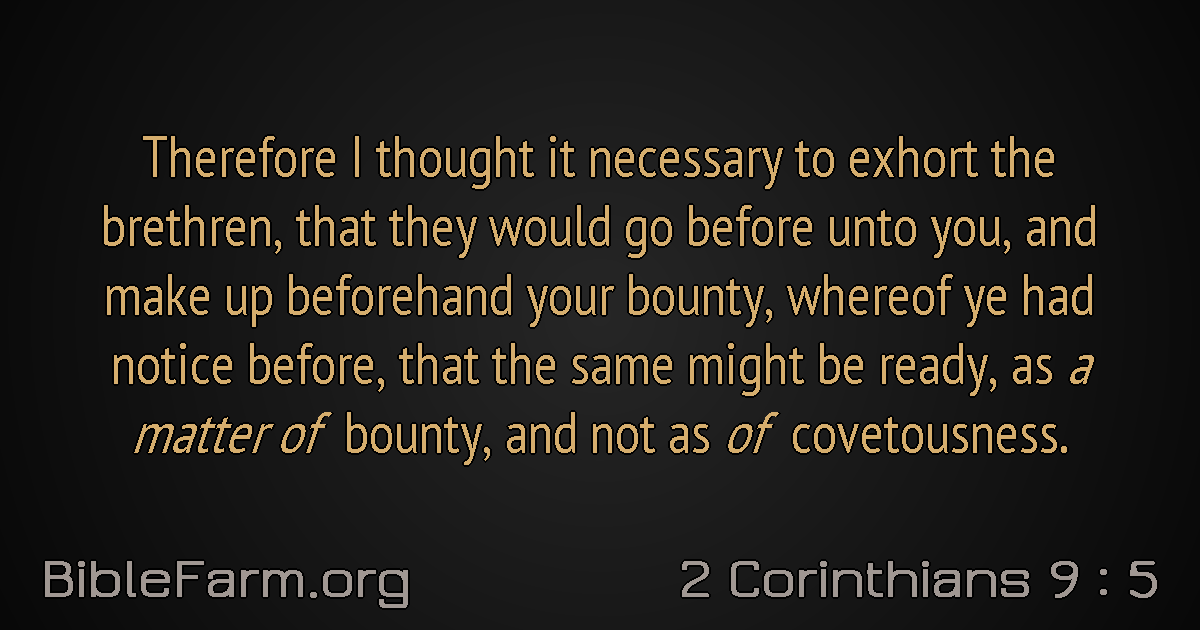 Therefore I thought it necessary to exhort the
brethren, that they would go before unto you, and
make up beforehand your bounty, whereof ye had
notice before, that the same might be ready, as a
matter of bounty, and not as of covetousness.
BibleFarm.org
2 Corinthians 9 : 5